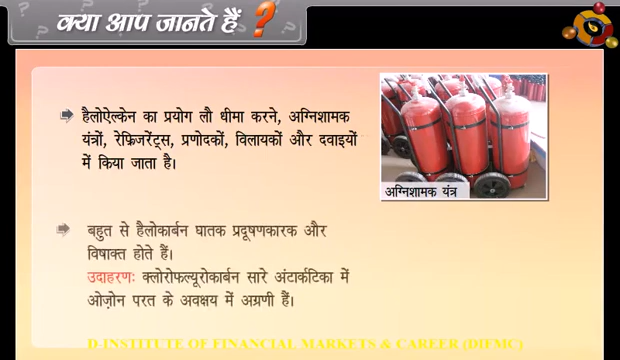 क्या आप जानते हैं ?
हैलोऐल्केन का प्रयोग लौ धीमा करने, अग्निशामक
यंत्रों, रेफ्रिजरेंट्स, प्रणोदकों, विलायकों और दवाइयों
में किया जाता है।
अग्निशामक यंत्र
बहुत से हैलोकार्बन घातक प्रदूषणकारक और
विषाक्त होते हैं।
उदाहरणः क्लोरोफल्यूरोकार्बन सारे अंटार्कटिका में
ओज़ोन परत के अवक्षय में अग्रणी हैं।
D-INSTITUTE OF FINANCIAL MARKETS & CAREER (DIFMC)